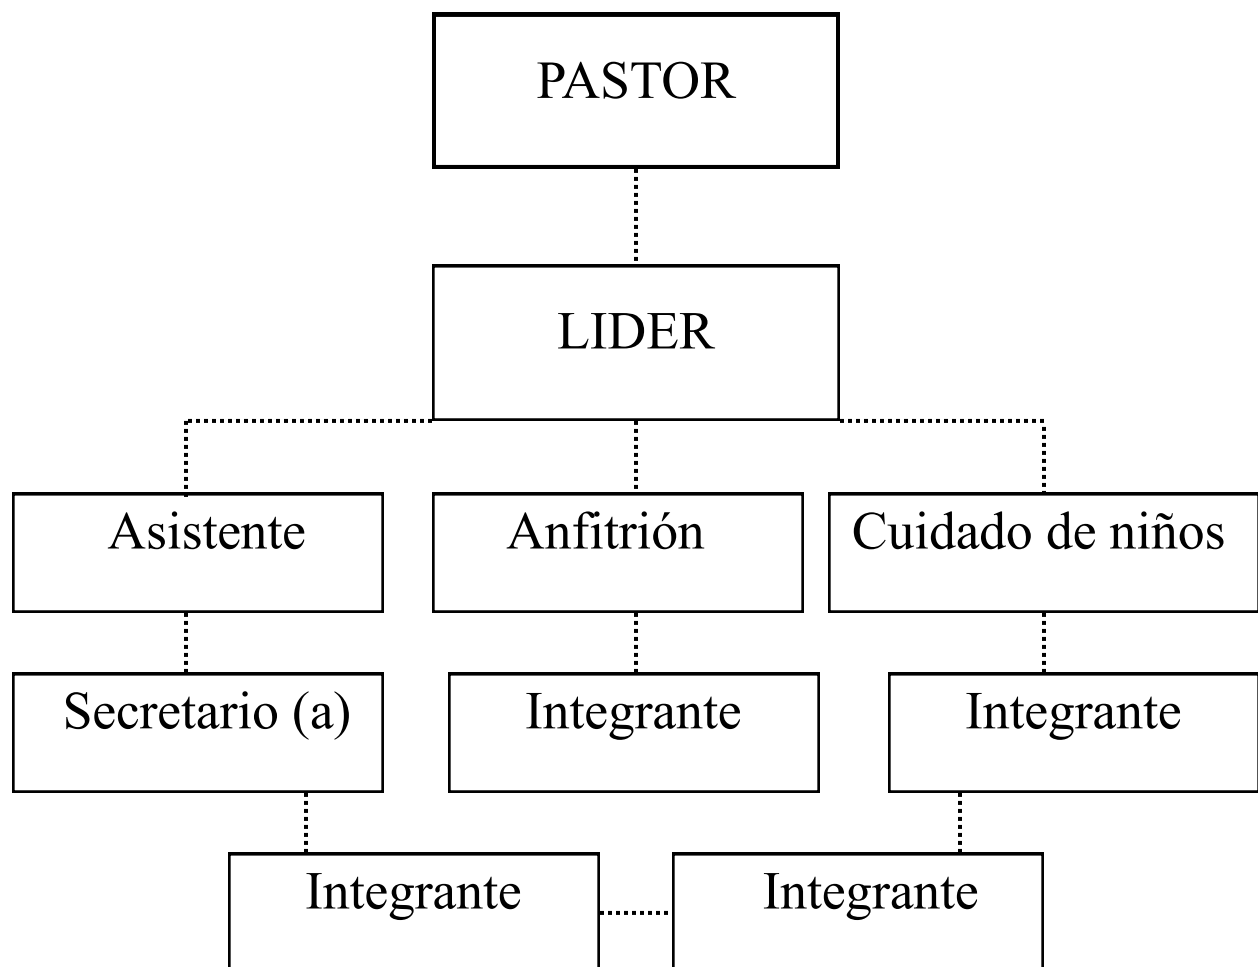 PASTOR
LIDER
Asistente
Anfitrión
Cuidado de niños
Secretario (a)
Integrante
Integrante
Integrante
Integrante